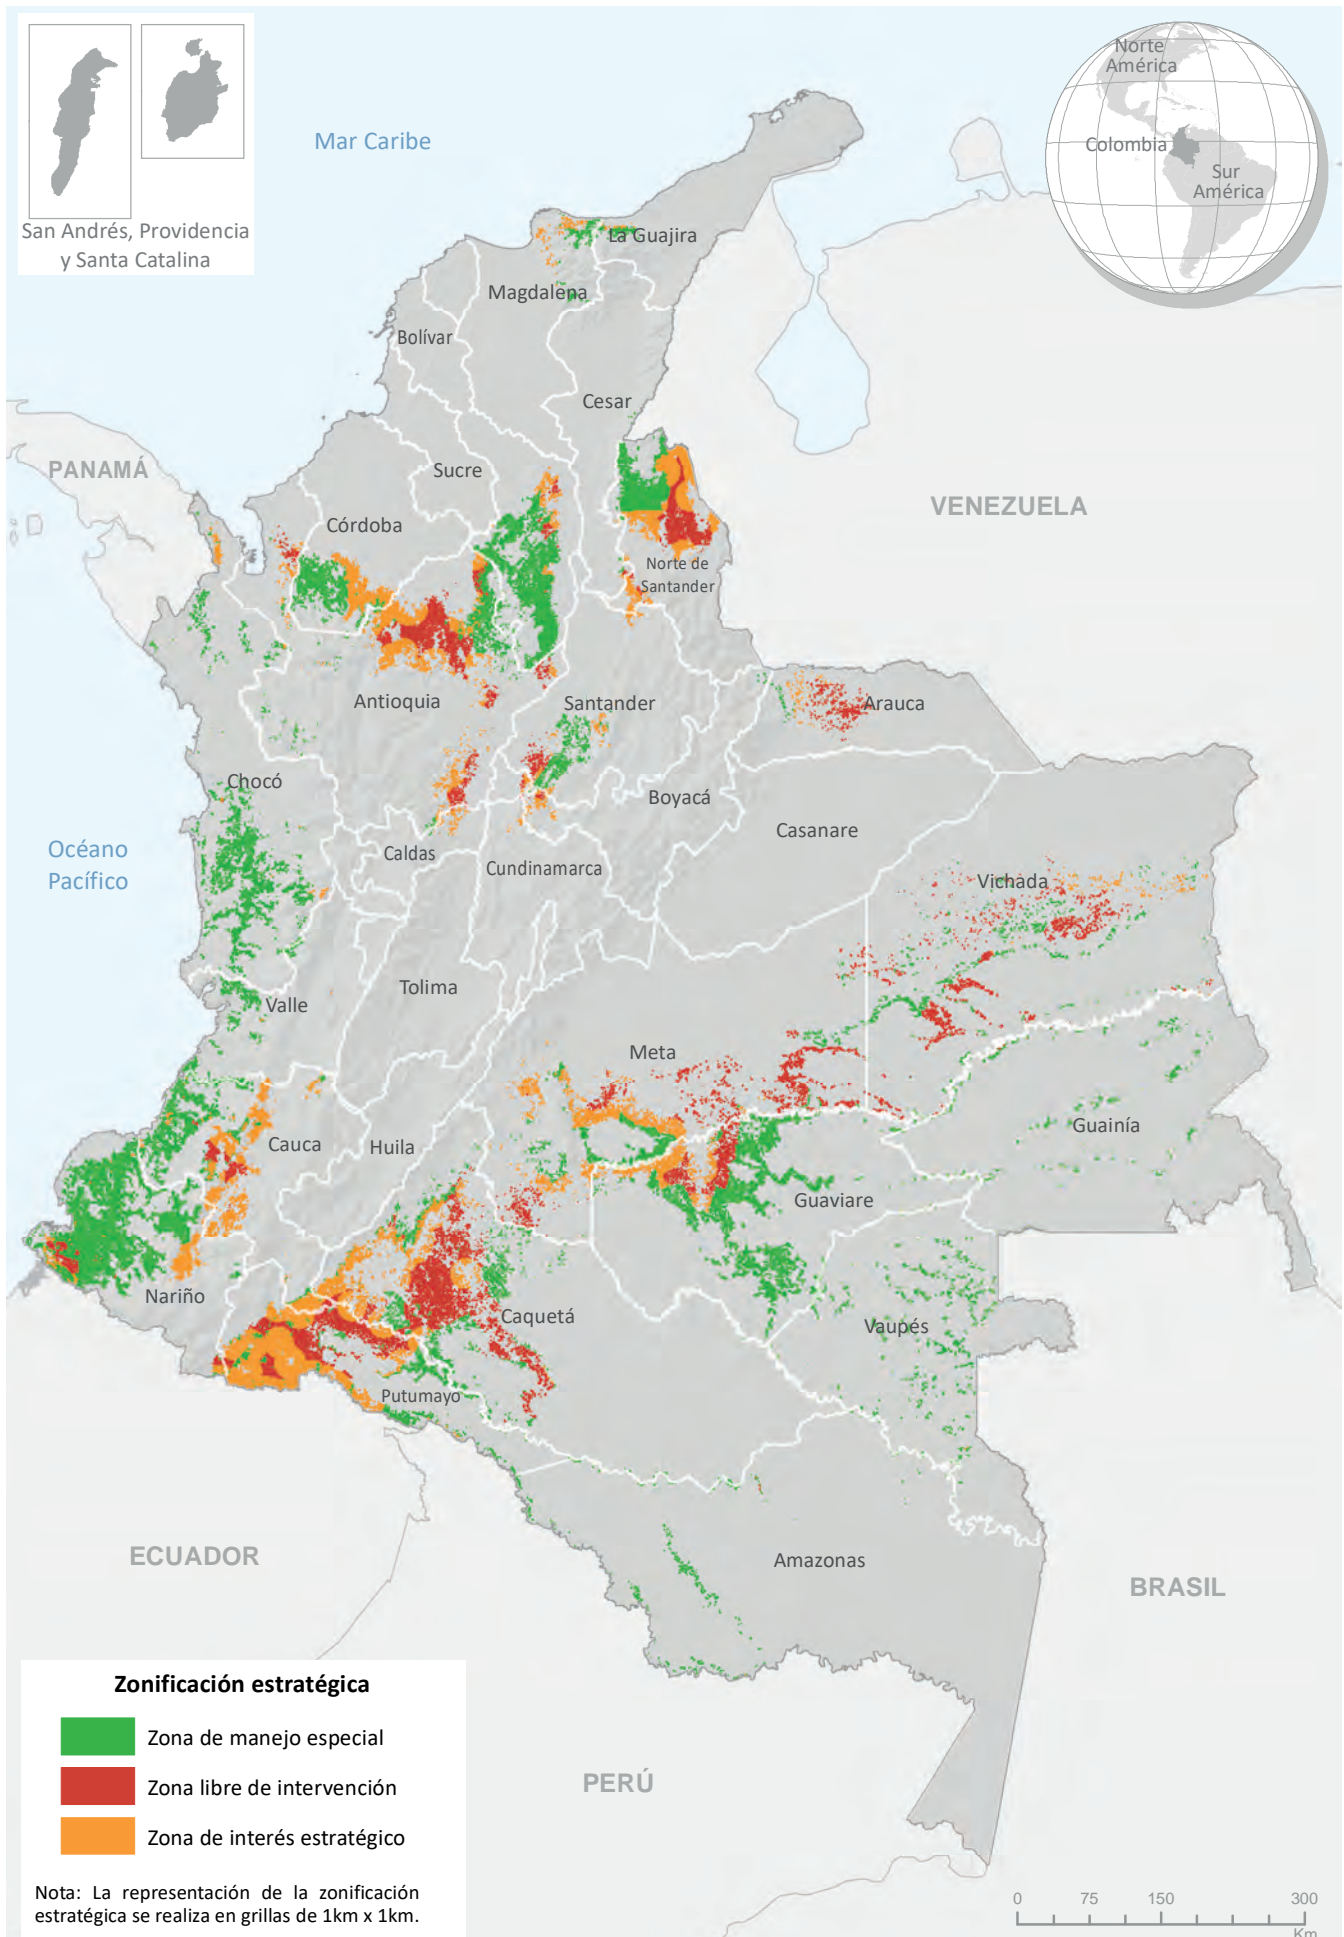 Norte
América
Mar Caribe
Colombia
Sur
América
San Andrés, Providencia
y Santa Catalina
La Guajira
Magdalena
Bolívar
Cesar
PANAMÁ
Sucre
VENEZUELA
Córdoba
Norte de
Santander
Antioquia
Santander
Arauca
Chocó
Boyacá
Casanare
Océano
Pacífico
Caldas
Cundinamarca
Vichada
Tolima
Valle
Meta
Cauca
Huila
Guainía
Guaviare
Nariño
Caquetá
Vaupés
Putumayo
ECUADOR
Amazonas
BRASIL
Zonificación estratégica
Zona de manejo especial
Zona libre de intervención
Zona de interés estratégico
PERÚ
Nota: La representación de la zonificación
estratégica se realiza en grillas de 1km x 1km.
0 75 150 300
Km